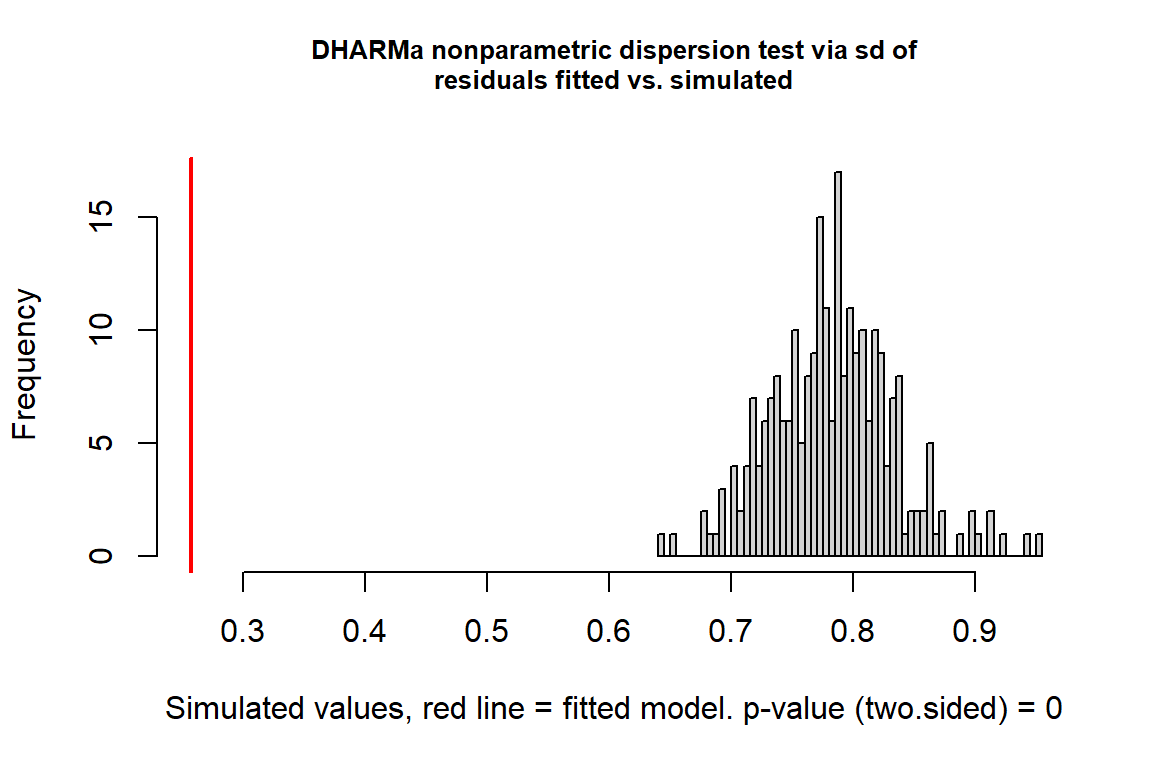 DHARMa nonparametric dispersion test via sd of
residuals fitted vs. simulated
Frequency
15
10
5
0
0.3 0.4 0.5 0.6 0.7 0.8 0.9
Simulated values, red line = fitted model. p-value (two.sided) = 0